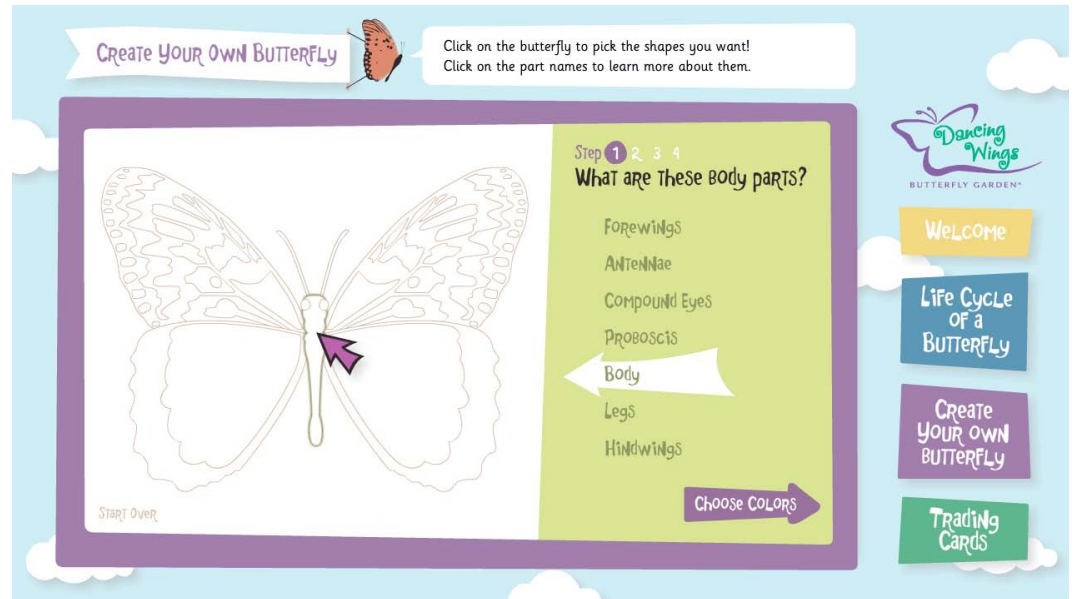 Create Your Own Butterfly
Click on the butterfly to pick the shapes you want!
Click on the part names to learn more about them.
Step 1 2 3 4
What are these body parts?
Forewings
Antennae
Compound Eyes
Proboscis
Body
Legs
Hindwings
Choose Colors
Start Over
Dancing
Wings
BUTTERFLY GARDEN®
Welcome
Life Cycle
of a
Butterfly
Create
Your Own
Butterfly
Trading
Cards